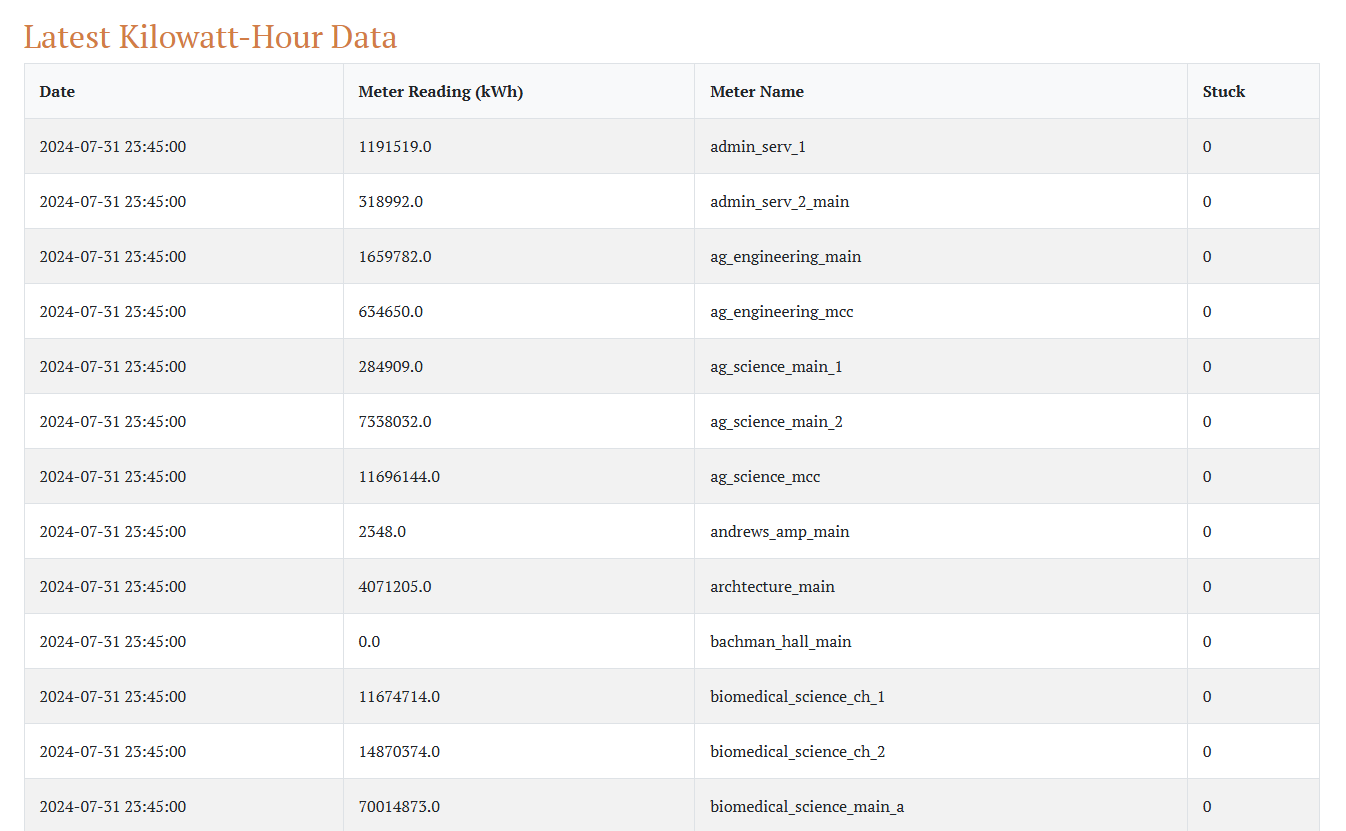 Latest Kilowatt-Hour Data
Date Meter Reading (kWh) Meter Name Stuck
2024-07-31 23:45:00 1191519.0 admin_serv_1 0
2024-07-31 23:45:00 318992.0 admin_serv_2_main 0
2024-07-31 23:45:00 1659782.0 ag_engineering_main 0
2024-07-31 23:45:00 634650.0 ag_engineering_mcc 0
2024-07-31 23:45:00 284909.0 ag_science_main_1 0
2024-07-31 23:45:00 7338032.0 ag_science_main_2 0
2024-07-31 23:45:00 11696144.0 ag_science_mcc 0
2024-07-31 23:45:00 2348.0 andrews_amp_main 0
2024-07-31 23:45:00 4071205.0 archtecture_main 0
2024-07-31 23:45:00 0.0 bachman_hall_main 0
2024-07-31 23:45:00 11674714.0 biomedical_science_ch_1 0
2024-07-31 23:45:00 14870374.0 biomedical_science_ch_2 0
2024-07-31 23:45:00 70014873.0 biomedical_science_main_a 0